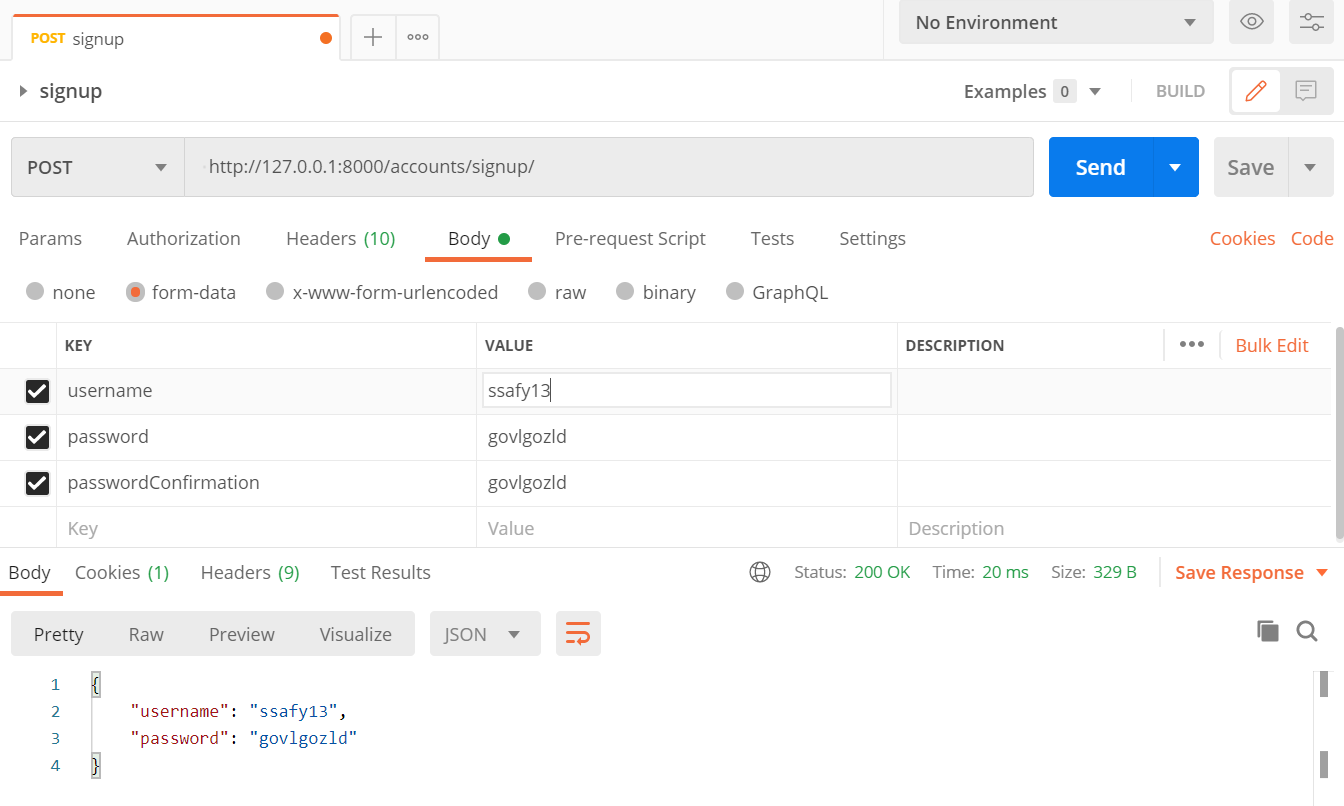 POST signup
No Environment
signup
Examples 0
BUILD
POST
http://127.0.0.1:8000/accounts/signup/
Send
Save
Params Authorization Headers (10) Body Pre-request Script Tests Settings Cookies Code
none form-data x-www-form-urlencoded raw binary GraphQL
KEY VALUE DESCRIPTION ••• Bulk Edit
username ssafy13
password govlgozld
passwordConfirmation govlgozld
Key Value Description
Body Cookies (1) Headers (9) Test Results Status: 200 OK Time: 20 ms Size: 329 B Save Response
Pretty Raw Preview Visualize JSON
1 {
2 "username": "ssafy13",
3 "password": "govlgozld"
4 }